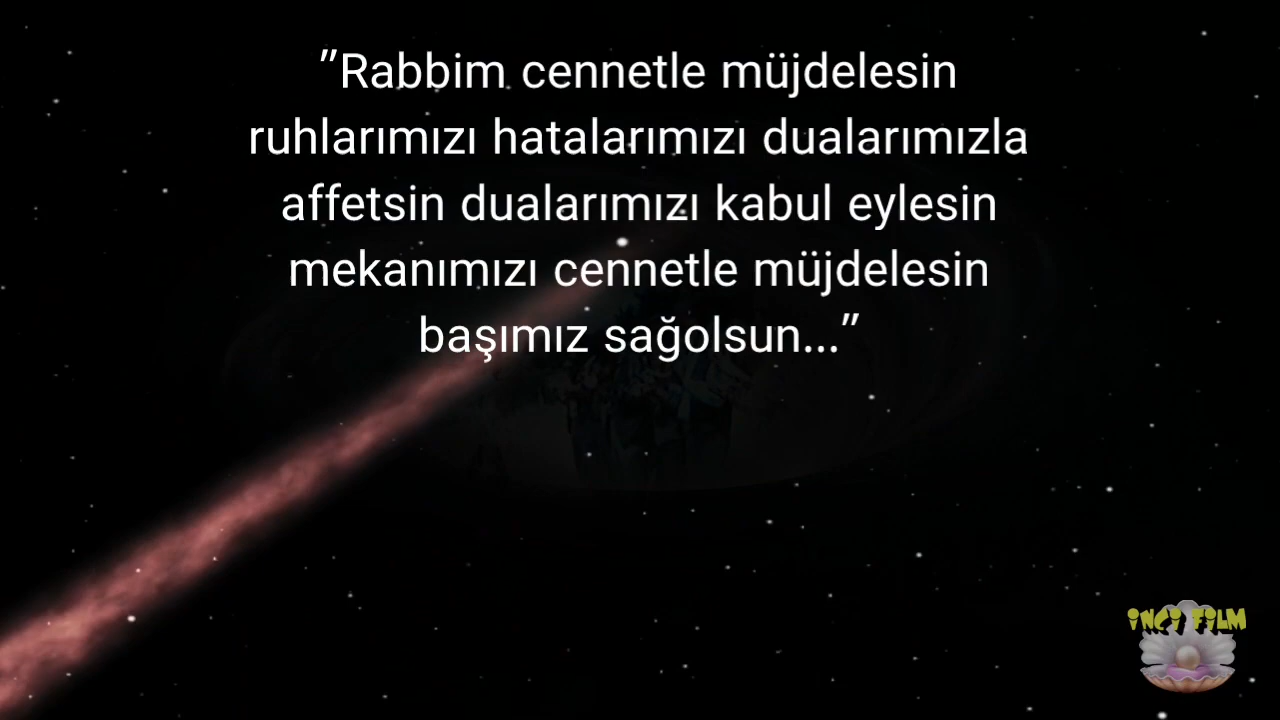 "Rabbim cennetle müjdelesin
ruhlarımızı hatalarımızı dualarımızla
affetsin dualarımızı kabul eylesin
mekanımızı cennetle müjdelesin
başımız sağolsun..."
İNCİ FİLM